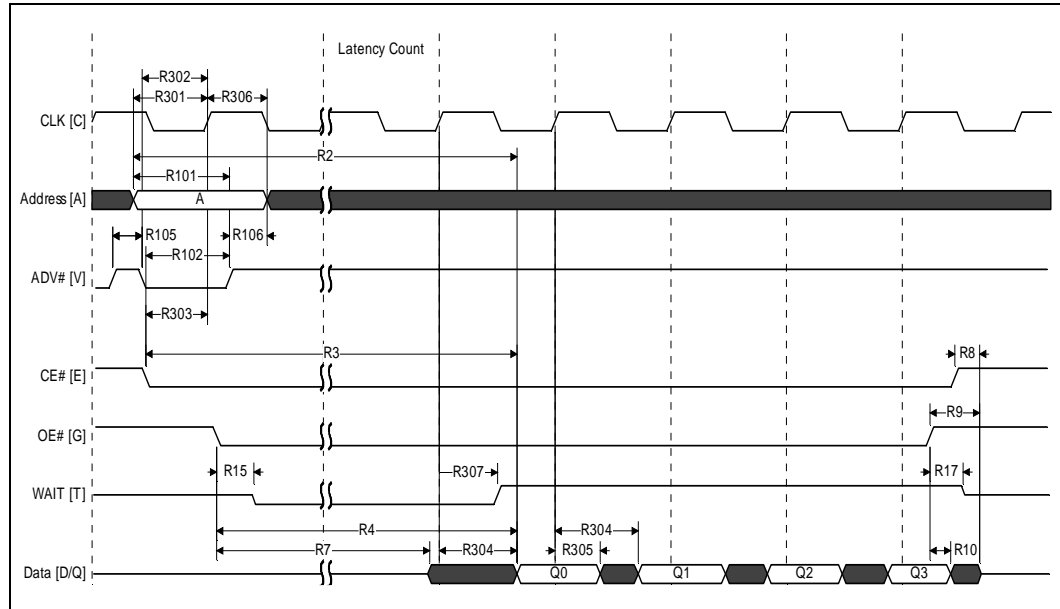 Latency Count
R302
R301 R306
CLK [C]
R2
R101
Address [A] A
R105 R106
R102
ADV# [V]
R303
R3
R8
CE# [E]
R9
OE# [G]
R15 R307 R17
WAIT [T]
R4 R304
R7 R304 R305 R10
Data [D/Q] Q0 Q1 Q2 Q3